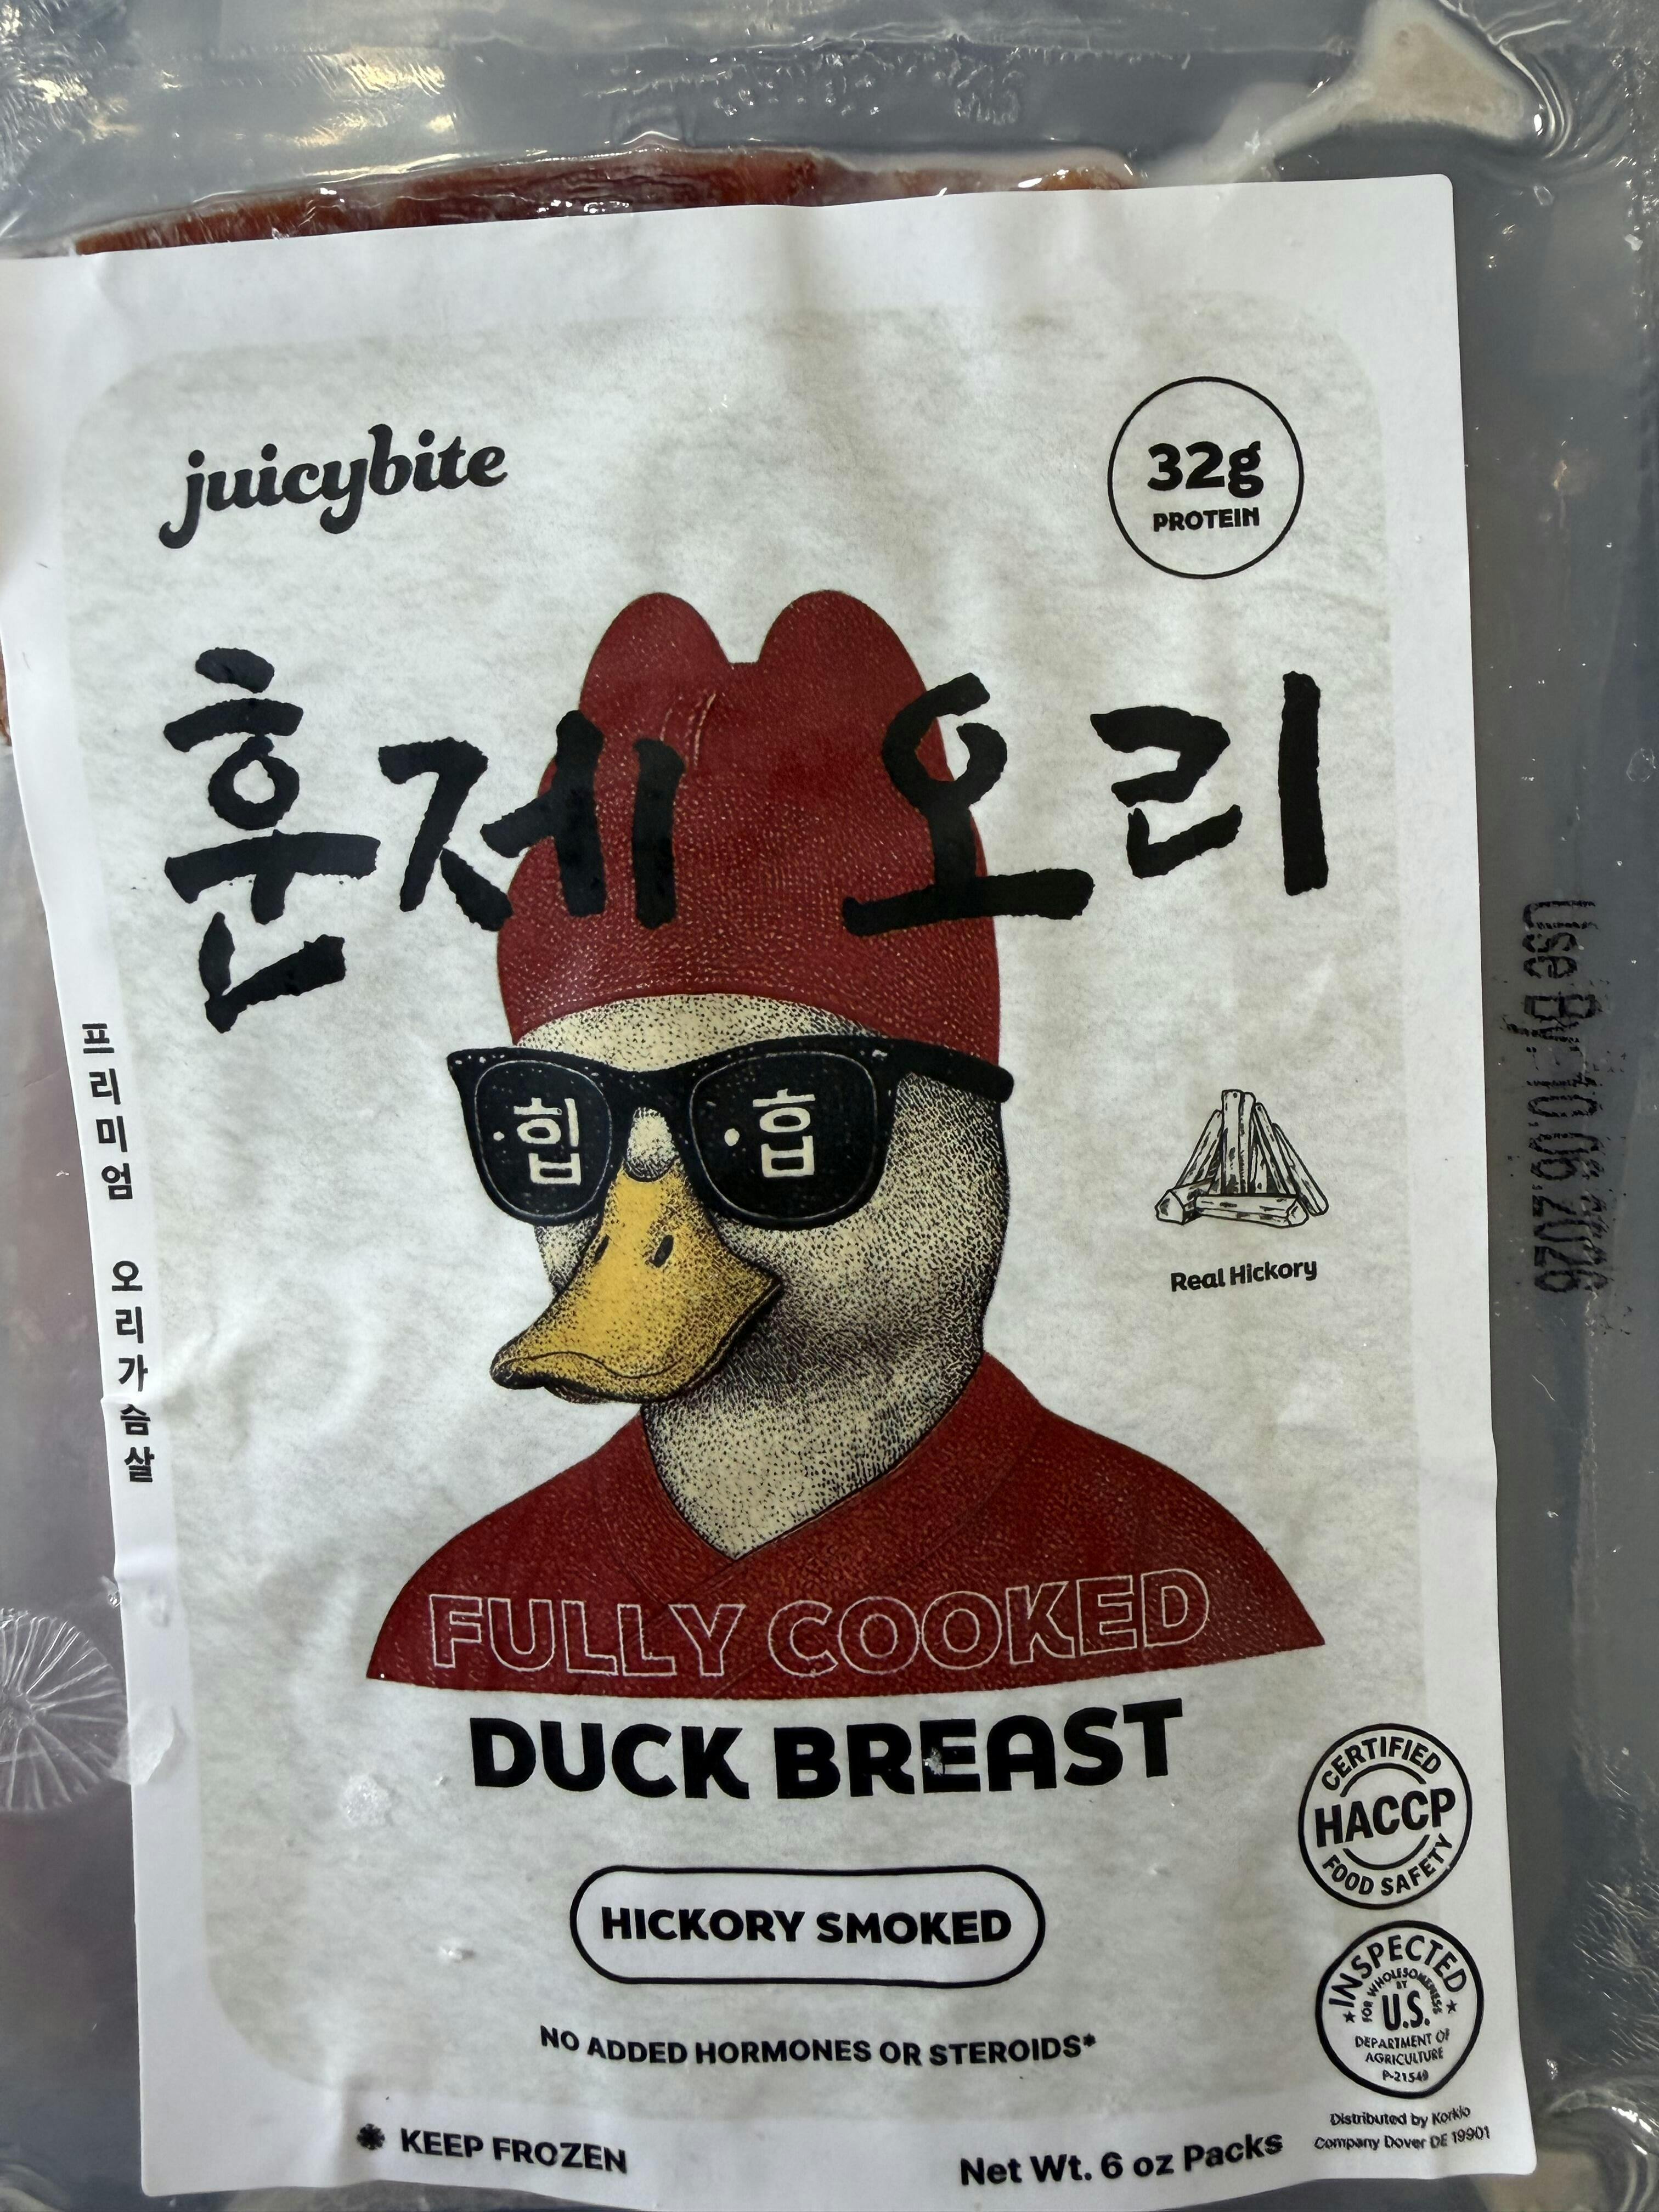 juicybite
32g
PROTEIN
훈제 오리
힙 흡
Real Hickory
프리미엄 오리가슴살
Use By: 10.06.2026
FULLY COOKED
DUCK BREAST
HICKORY SMOKED
NO ADDED HORMONES OR STEROIDS*
CERTIFIED
HACCP
FOOD SAFETY
INSPECTED
FOR WHOLESOMENESS
BY
U.S.
DEPARTMENT OF
AGRICULTURE
P-21549
KEEP FROZEN
Net Wt. 6 oz Packs
Distributed by Korkio
Company Dover DE 19901